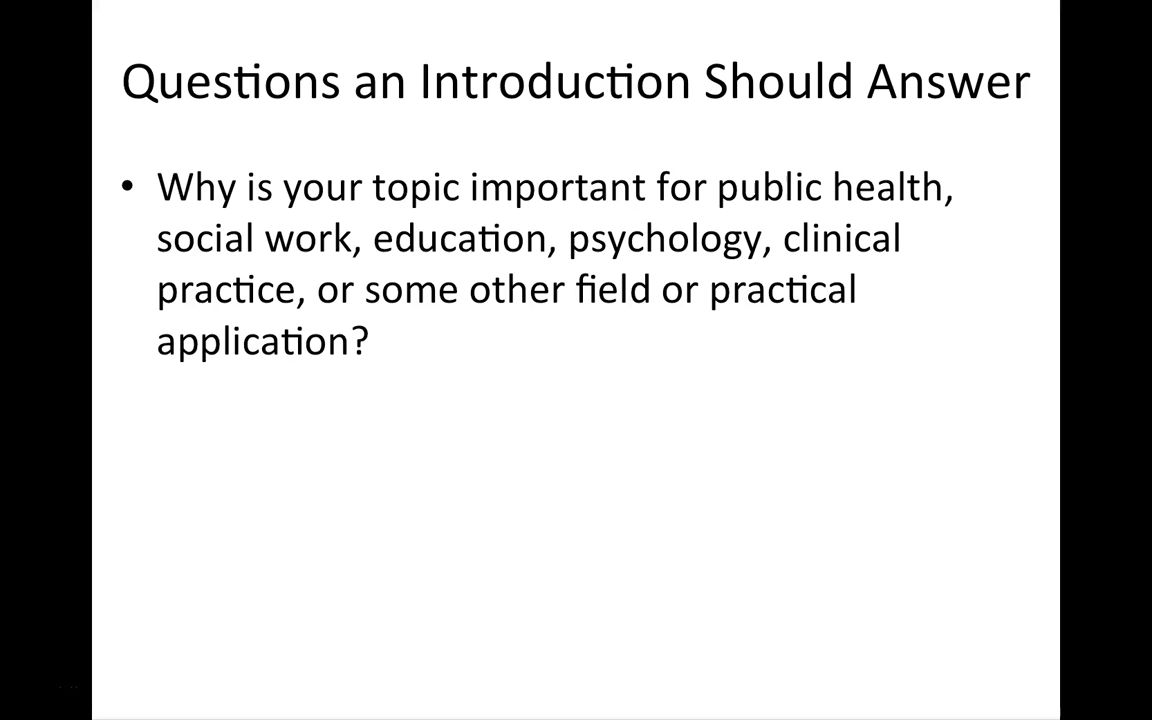 Questions an Introduction Should Answer
• Why is your topic important for public health,
social work, education, psychology, clinical
practice, or some other field or practical
application?